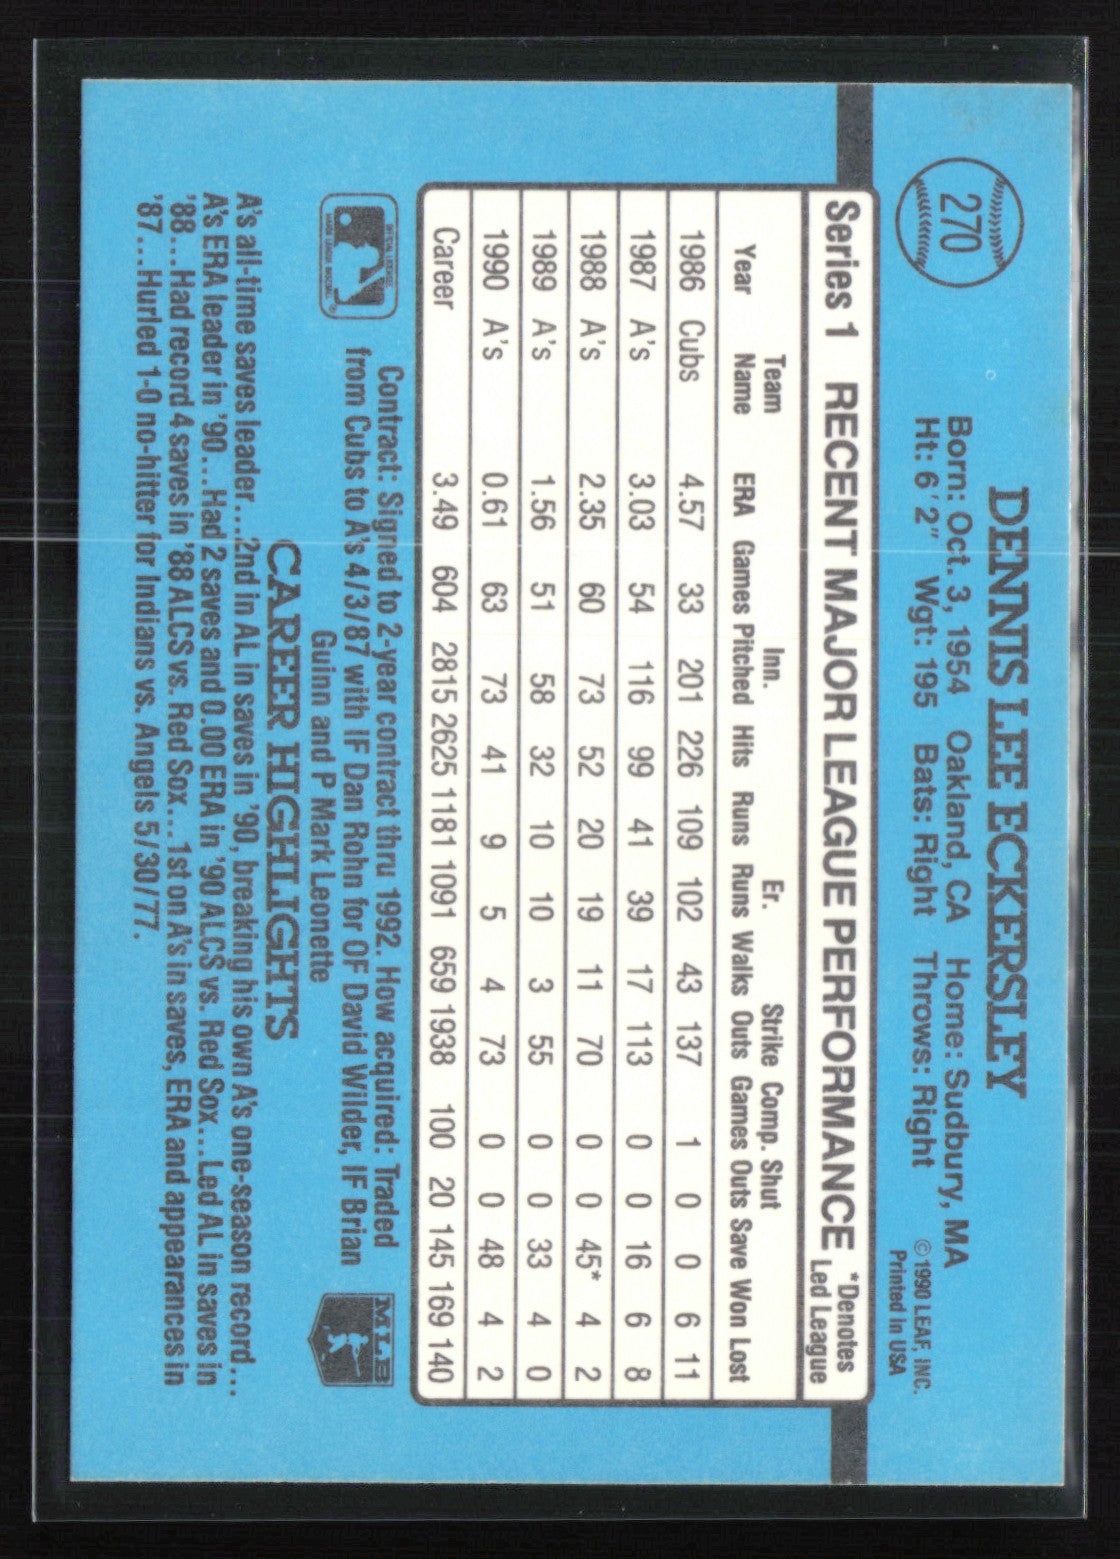 270
DENNIS LEE ECKERSLEY
Born: Oct. 3, 1954 Oakland, CA Home: Sudbury, MA
Ht: 6′2″ Wgt: 195 Bats: Right Throws: Right
©1990 LEAF, INC.
Printed in USA
Series 1 RECENT MAJOR LEAGUE PERFORMANCE
*Denotes
Led League
Team Inn. Er. Strike Comp. Shut
Year Name ERA Games Pitched Hits Runs Runs Walks Outs Games Outs Save Won Lost
1986 Cubs 4.57 33 201 226 109 102 43 137 1 0 0 6 11
1987 A's 3.03 54 116 99 41 39 17 113 0 0 16 6 8
1988 A's 2.35 60 73 52 20 19 11 70 0 0 45* 4 2
1989 A's 1.56 51 58 32 10 10 3 55 0 0 33 4 0
1990 A's 0.61 63 73 41 9 5 4 73 0 0 48 4 2
Career 3.49 604 2815 2625 1181 1091 659 1938 100 20 145 169 140
Contract: Signed to 2-year contract thru 1992. How acquired: Traded
from Cubs to A's 4/3/87 with IF Dan Rohn for OF David Wilder, IF Brian
Guinn and P Mark Leonette
MLB
CAREER HIGHLIGHTS
A's all-time saves leader...2nd in AL in saves in '90, breaking his own A's one-season record...
A's ERA leader in '90...Had 2 saves and 0.00 ERA in '90 ALCS vs. Red Sox...Led AL in saves in
'88...Had record 4 saves in '88 ALCS vs. Red Sox...1st on A's in saves, ERA and appearances in
'87...Hurled 1-0 no-hitter for Indians vs. Angels 5/30/77.